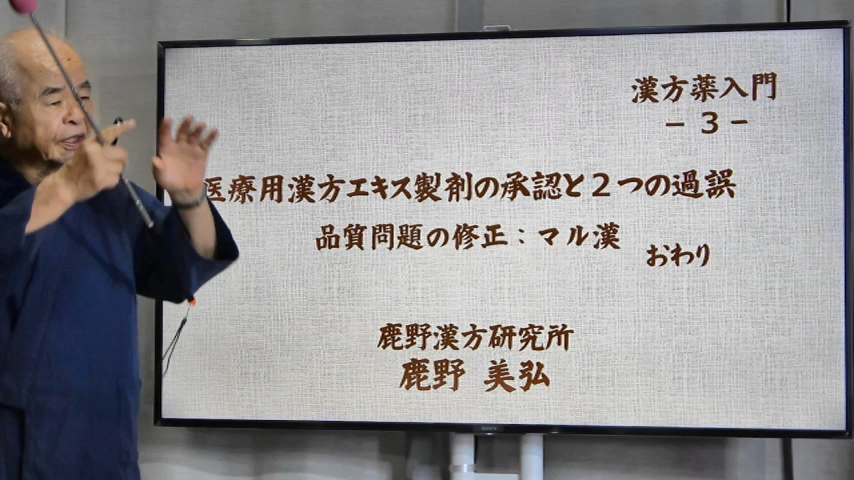 漢方薬入門
－３－
医療用漢方エキス製剤の承認と２つの過誤
品質問題の修正：マル漢
おわり
鹿野漢方研究所
鹿野 美弘
SONY